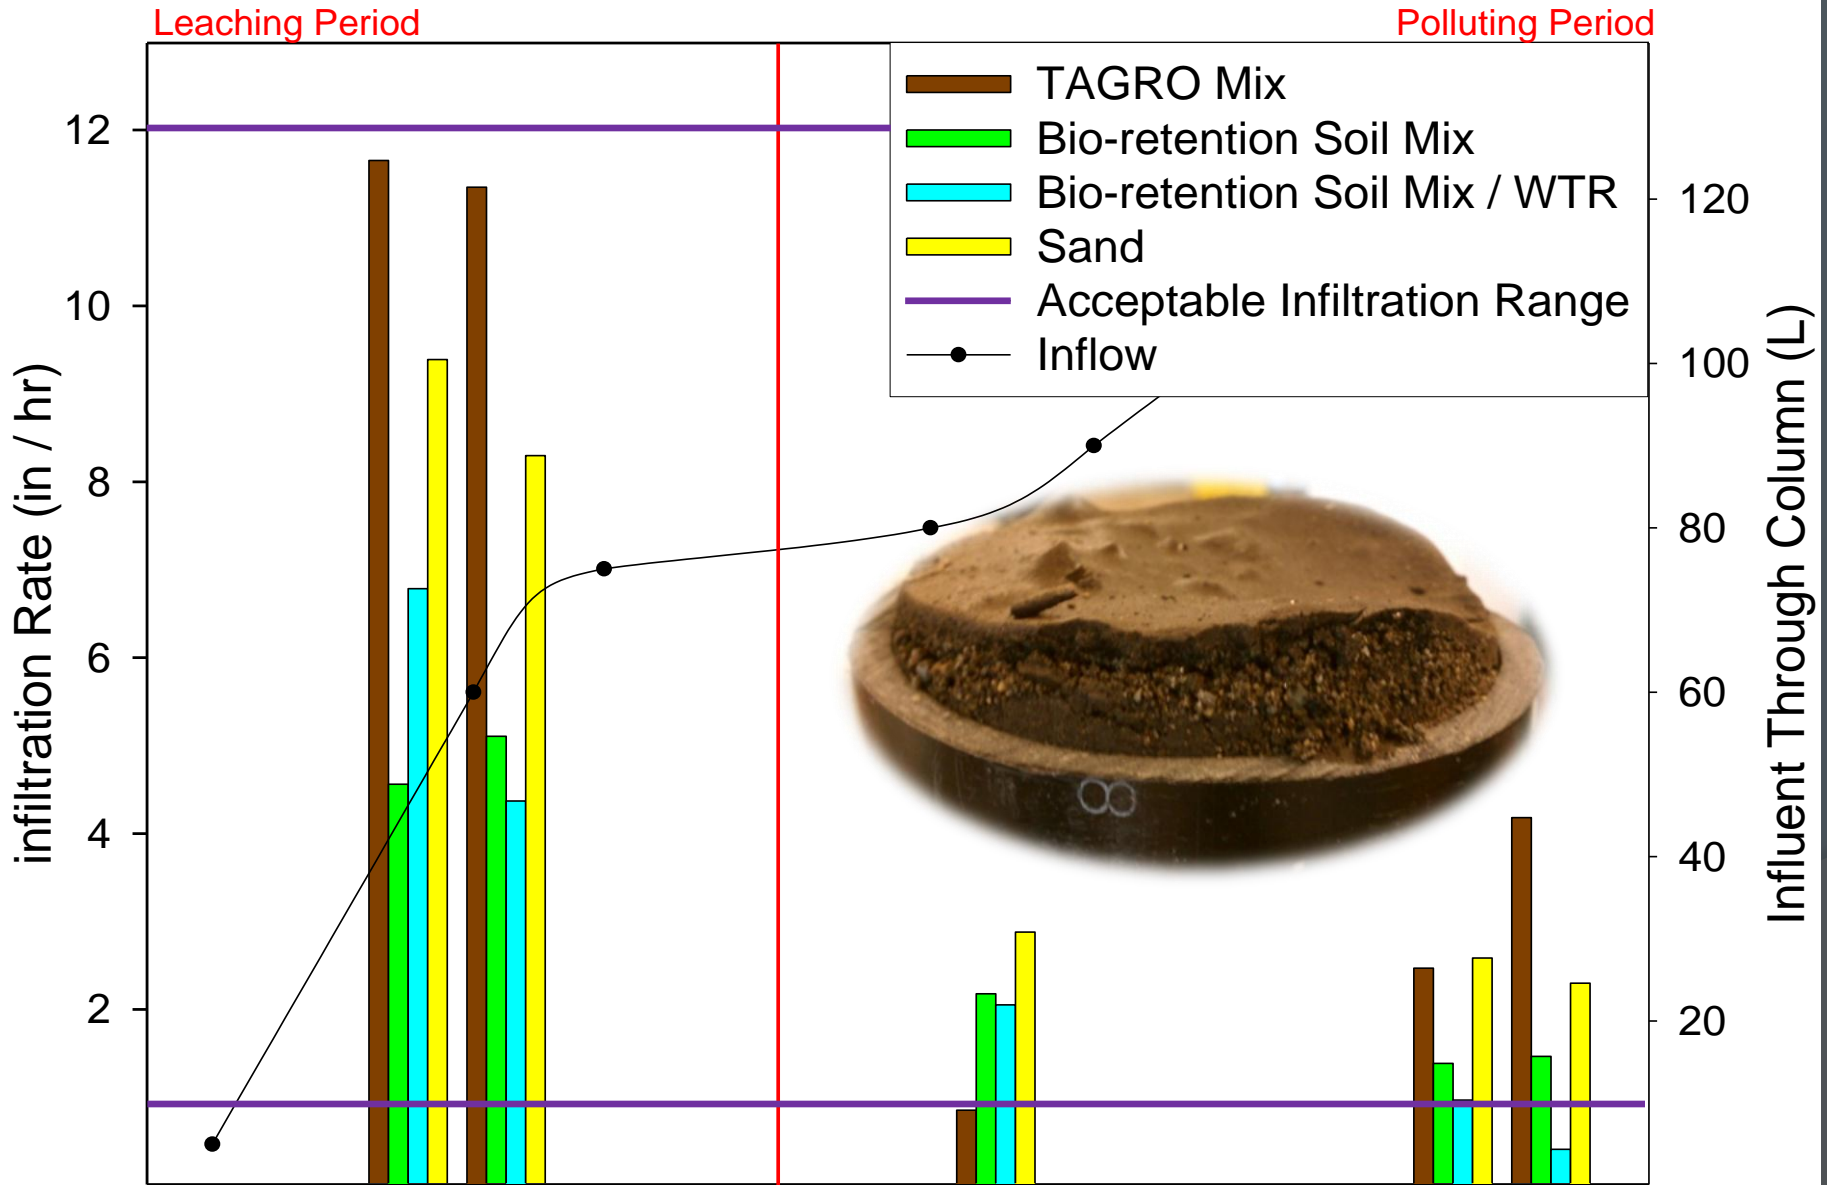 Leaching Period
Polluting Period
TAGRO Mix
Bio-retention Soil Mix
Bio-retention Soil Mix / WTR
Sand
Acceptable Infiltration Range
Inflow
infiltration Rate (in / hr)
12
10
8
6
4
2
Influent Through Column (L)
120
100
80
60
40
20
8